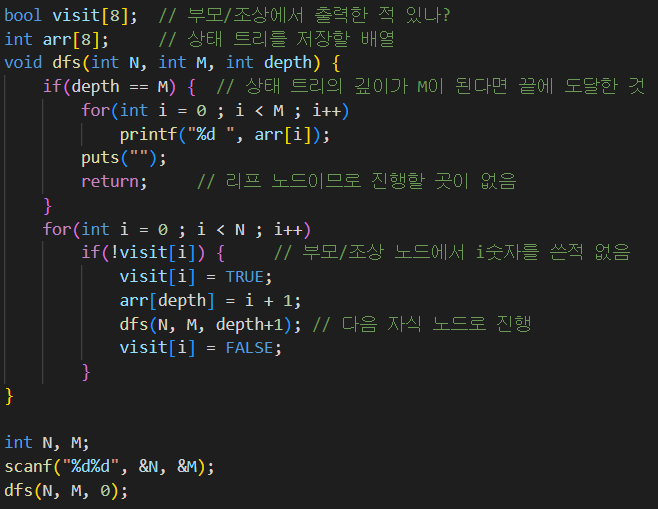 bool visit[8];  // 부모/조상에서 출력한 적 있나?
int arr[8];     // 상태 트리를 저장할 배열
void dfs(int N, int M, int depth) {
    if(depth == M) {  // 상태 트리의 깊이가 M이 된다면 끝에 도달한 것
        for(int i = 0 ; i < M ; i++)
            printf("%d ", arr[i]);
        puts("");
        return;     // 리프 노드이므로 진행할 곳이 없음
    }
    for(int i = 0 ; i < N ; i++)
        if(!visit[i]) {     // 부모/조상 노드에서 i숫자를 쓴적 없음
            visit[i] = TRUE;
            arr[depth] = i + 1;
            dfs(N, M, depth+1); // 다음 자식 노드로 진행
            visit[i] = FALSE;
        }
}

int N, M;
scanf("%d%d", &N, &M);
dfs(N, M, 0);